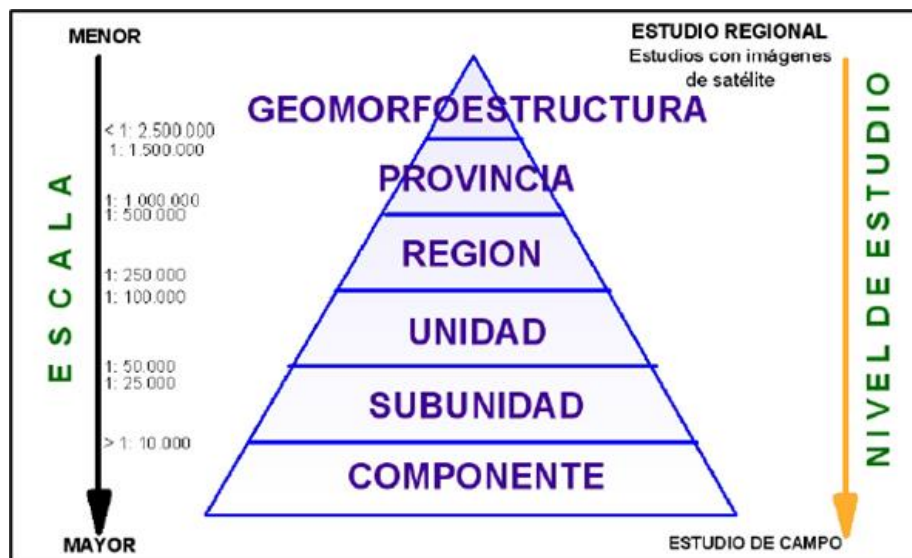 MENOR
ESCALA
< 1: 2.500.000
1: 1.500.000
1: 1.000.000
1: 500.000
1: 250.000
1: 100.000
1: 50.000
1: 25.000
> 1: 10.000
MAYOR
GEOMORFOESTRUCTURA
PROVINCIA
REGION
UNIDAD
SUBUNIDAD
COMPONENTE
ESTUDIO REGIONAL
Estudios con imágenes
de satélite
NIVEL DE ESTUDIO
ESTUDIO DE CAMPO